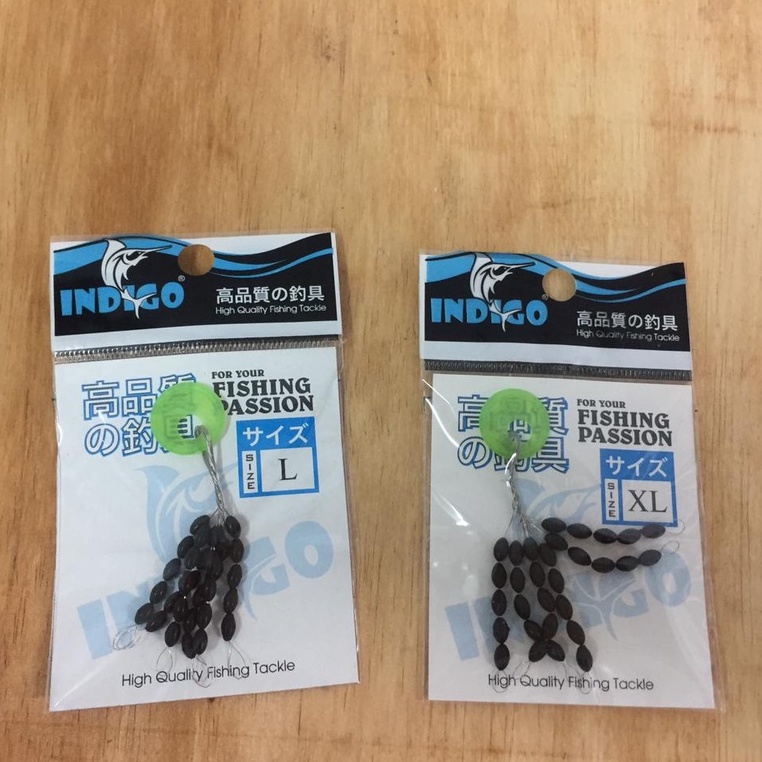 INDIGO®
高品質の釣具
High Quality Fishing Tackle
高品質
の釣具
FOR YOUR
FISHING
PASSION
サイズ
SIZE
L
INDIGO
High Quality Fishing Tackle
INDIGO®
高品質の釣具
High Quality Fishing Tackle
高品質
の釣具
FOR YOUR
FISHING
PASSION
サイズ
SIZE
XL
INDIGO
High Quality Fishing Tackle